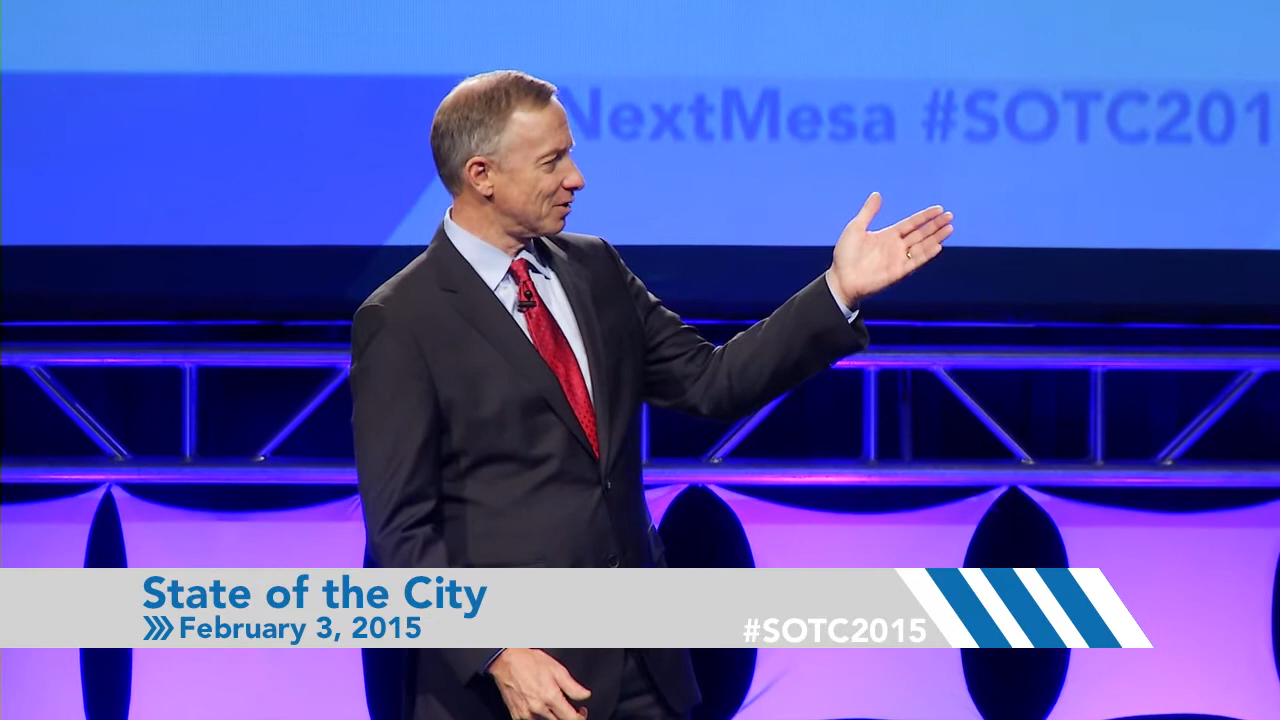 NextMesa #SOTC201
State of the City
February 3, 2015
#SOTC2015